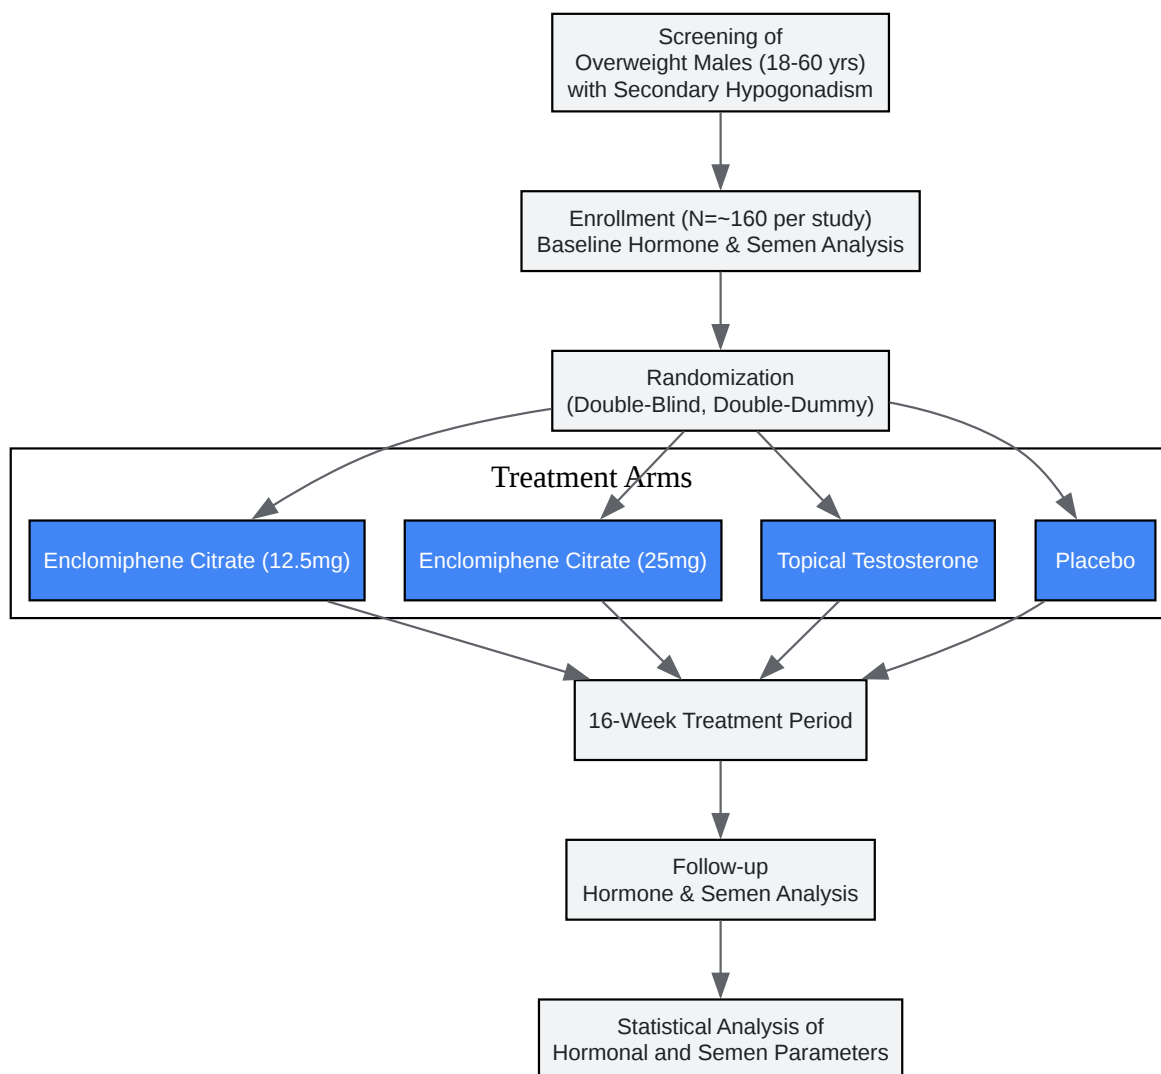 Screening of
Overweight Males (18-60 yrs)
with Secondary Hypogonadism
Enrollment (N=~160 per study)
Baseline Hormone & Semen Analysis
Randomization
(Double-Blind, Double-Dummy)
Treatment Arms
Enclomiphene Citrate (12.5mg)
Enclomiphene Citrate (25mg)
Topical Testosterone
Placebo
16-Week Treatment Period
Follow-up
Hormone & Semen Analysis
Statistical Analysis of
Hormonal and Semen Parameters